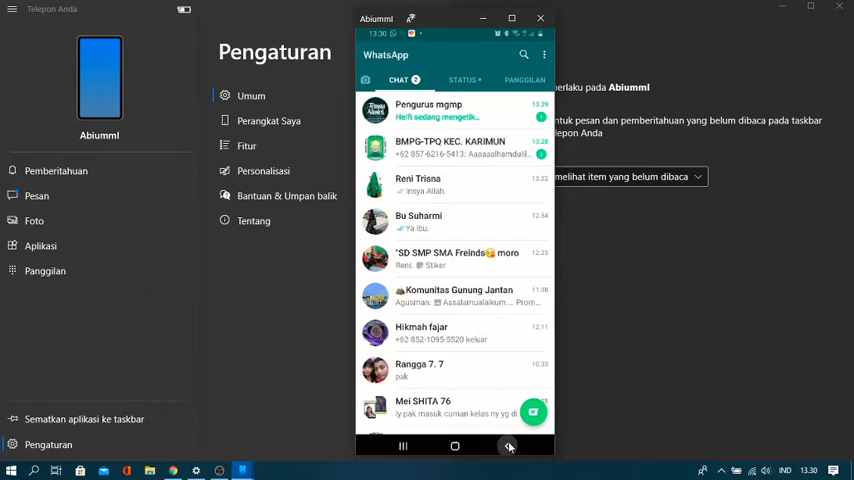 Telepon Anda
Abiumml
Pemberitahuan
Pesan
Foto
Aplikasi
Panggilan
Sematkan aplikasi ke taskbar
Pengaturan
Pengaturan
Umum
Perangkat Saya
Fitur
Personalisasi
Bantuan & Umpan balik
Tentang
Abiumml
13:30
WhatsApp
CHAT 2
STATUS
PANGGILAN
Pengurus mgmp 13.29
Helfi sedang mengetik... 1
BMPG-TPQ KEC. KARIMUN 13.28
+62 857-6216-5413: Aaaaaalhamdulil...
Reni Trisna 13.22
Insya Allah.
Bu Suharmi 12.54
Ya ibu.
"SD SMP SMA Freinds😚 moro 12.23
Reni: Stiker
⛰Komunitas Gunung Jantan 11.38
Agusman: Assalamualaikum.... Prom...
Hikmah fajar 12.11
+62 852-1095-5520 keluar
Rangga 7. 7 10.33
pak
Mei SHITA 76
Iy pak masuk cuman kelas ny yg di
erlaku pada Abiumml
ntuk pesan dan pemberitahuan yang belum dibaca pada taskbar
elepon Anda
melihat item yang belum dibaca
IND
13.30